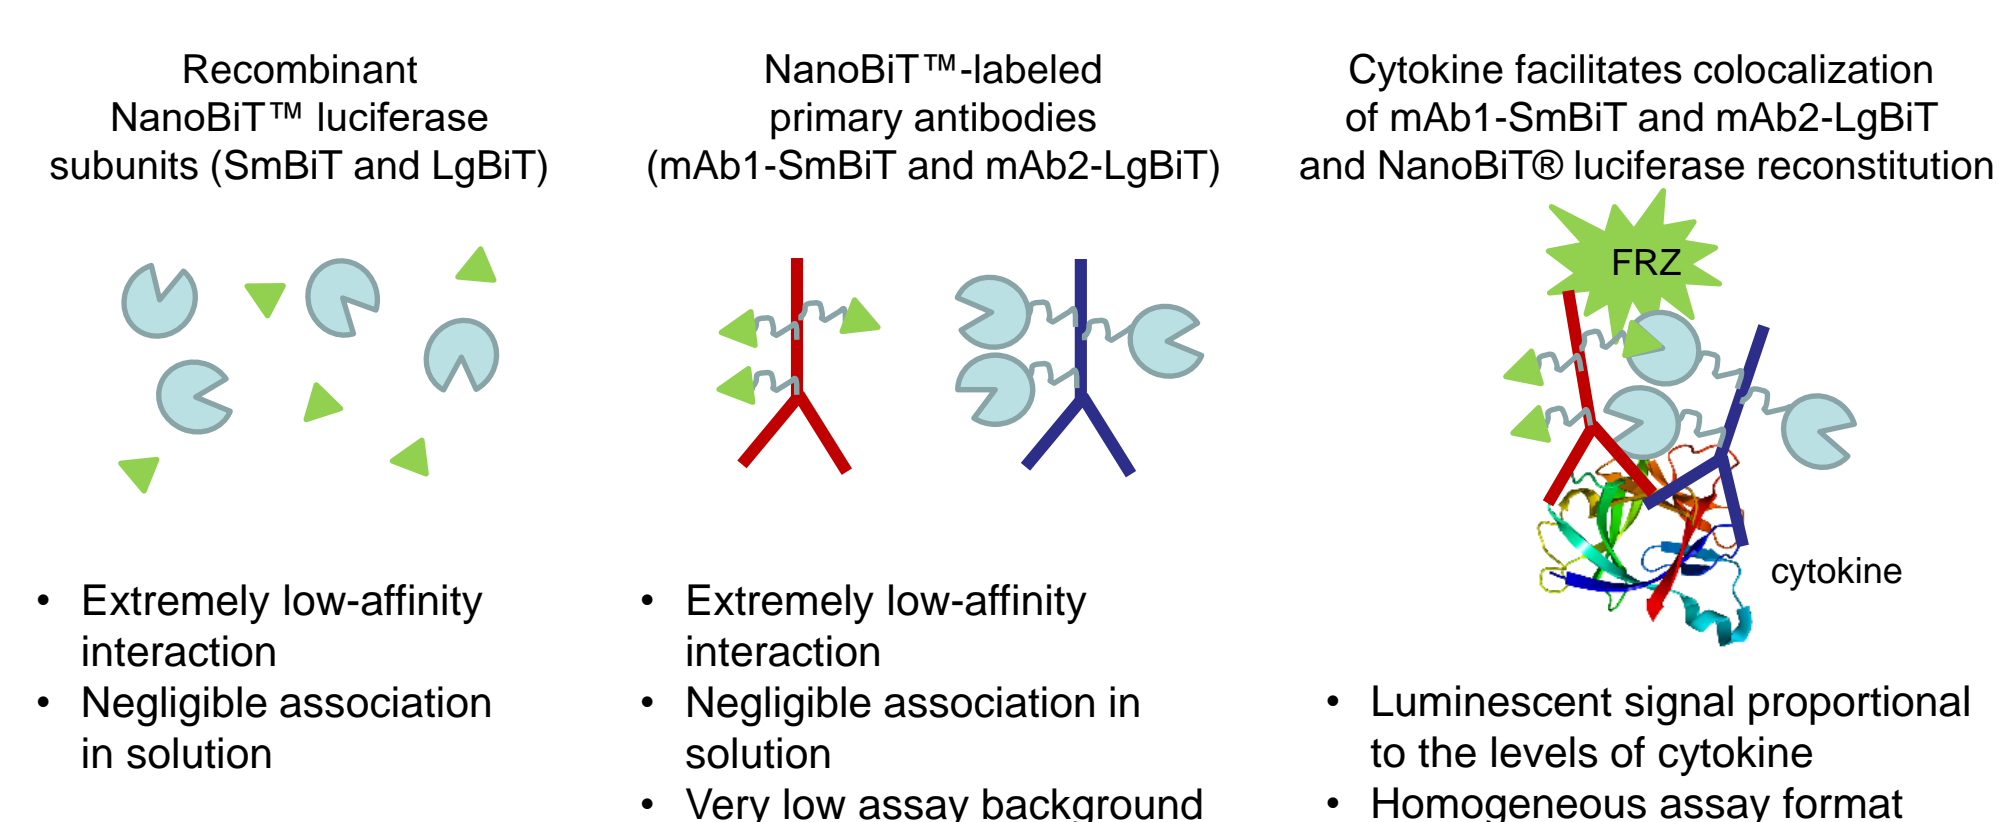 Recombinant
NanoBiT™ luciferase
subunits (SmBiT and LgBiT)
• Extremely low-affinity
interaction
• Negligible association
in solution
NanoBiT™-labeled
primary antibodies
(mAb1-SmBiT and mAb2-LgBiT)
• Extremely low-affinity
interaction
• Negligible association in
solution
• Very low assay background
Cytokine facilitates colocalization
of mAb1-SmBiT and mAb2-LgBiT
and NanoBiT® luciferase reconstitution
FRZ
cytokine
• Luminescent signal proportional
to the levels of cytokine
• Homogeneous assay format